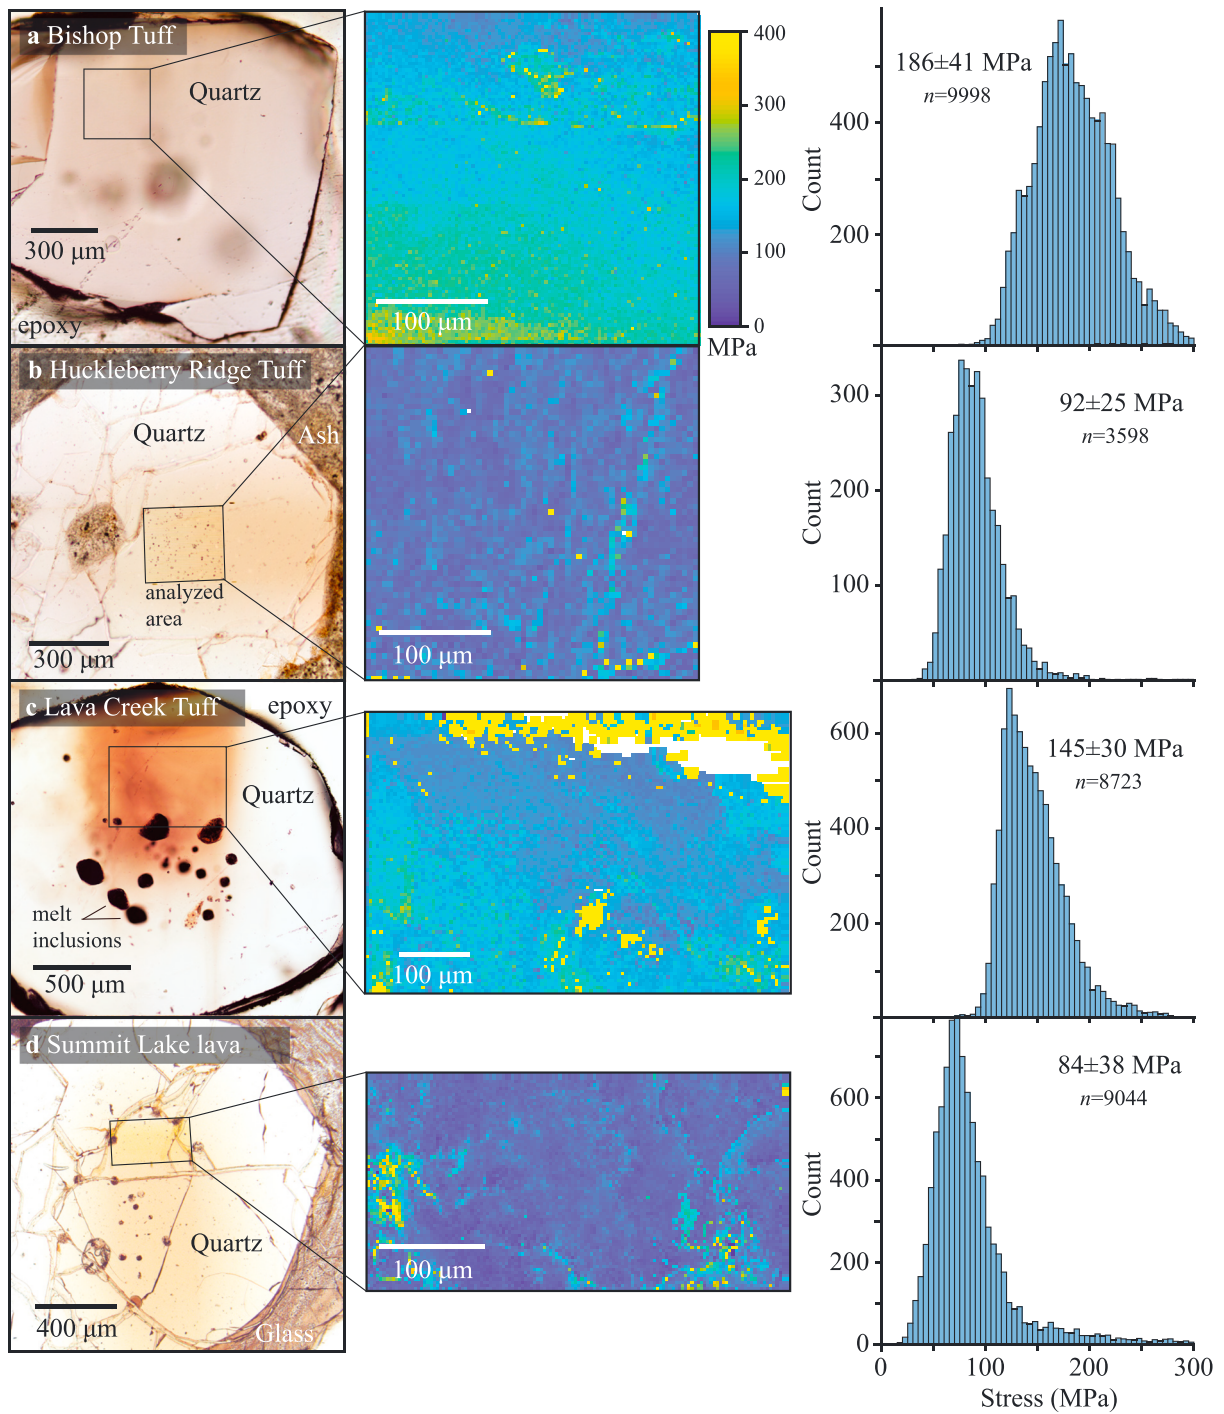 a Bishop Tuff
Quartz
300 μm
epoxy
100 μm
400
300
200
100
0
MPa
186±41 MPa
n=9998
Count
400
200
b Huckleberry Ridge Tuff
Quartz
Ash
analyzed
area
300 μm
100 μm
92±25 MPa
n=3598
Count
300
200
100
c Lava Creek Tuff
epoxy
Quartz
melt
inclusions
500 μm
100 μm
145±30 MPa
n=8723
Count
600
400
200
d Summit Lake lava
Quartz
400 μm
Glass
100 μm
84±38 MPa
n=9044
Count
600
400
200
0
0 100 200 300
Stress (MPa)